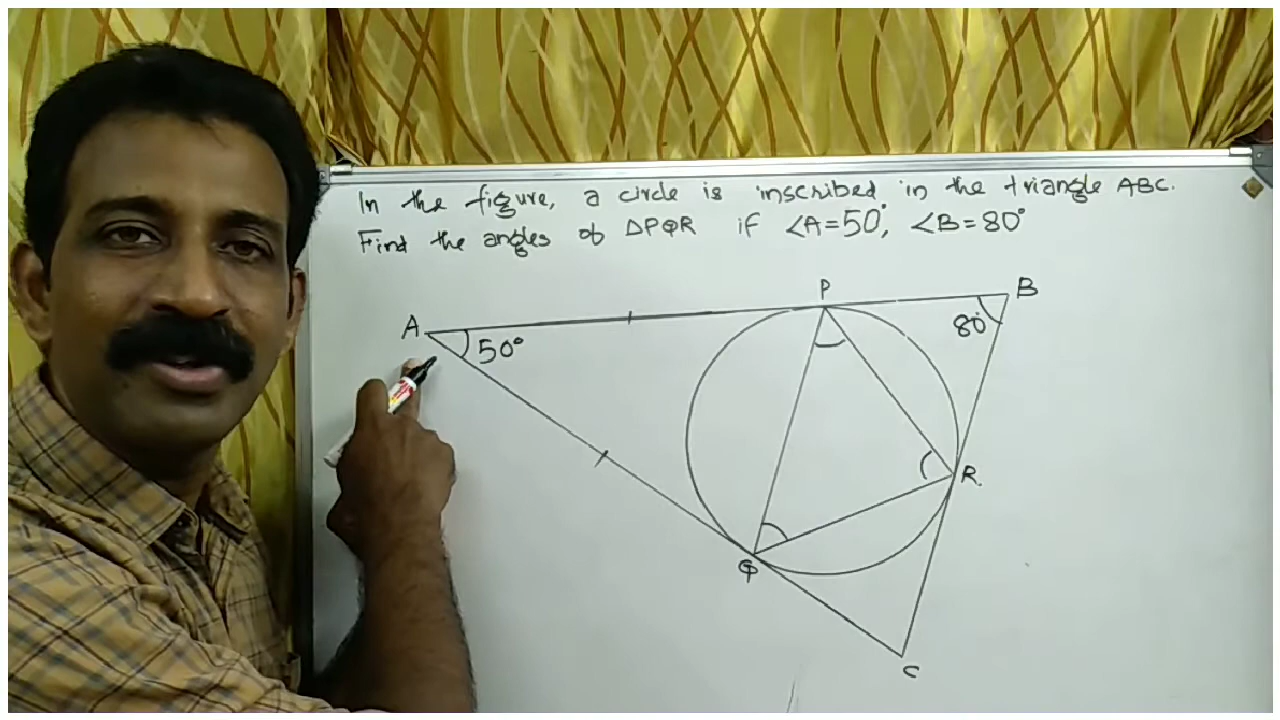 In the figure, a circle is inscribed in the triangle ABC.
Find the angles of ΔPQR if ∠A=50°, ∠B=80°
P
B
A
80°
50°
R.
Q
C